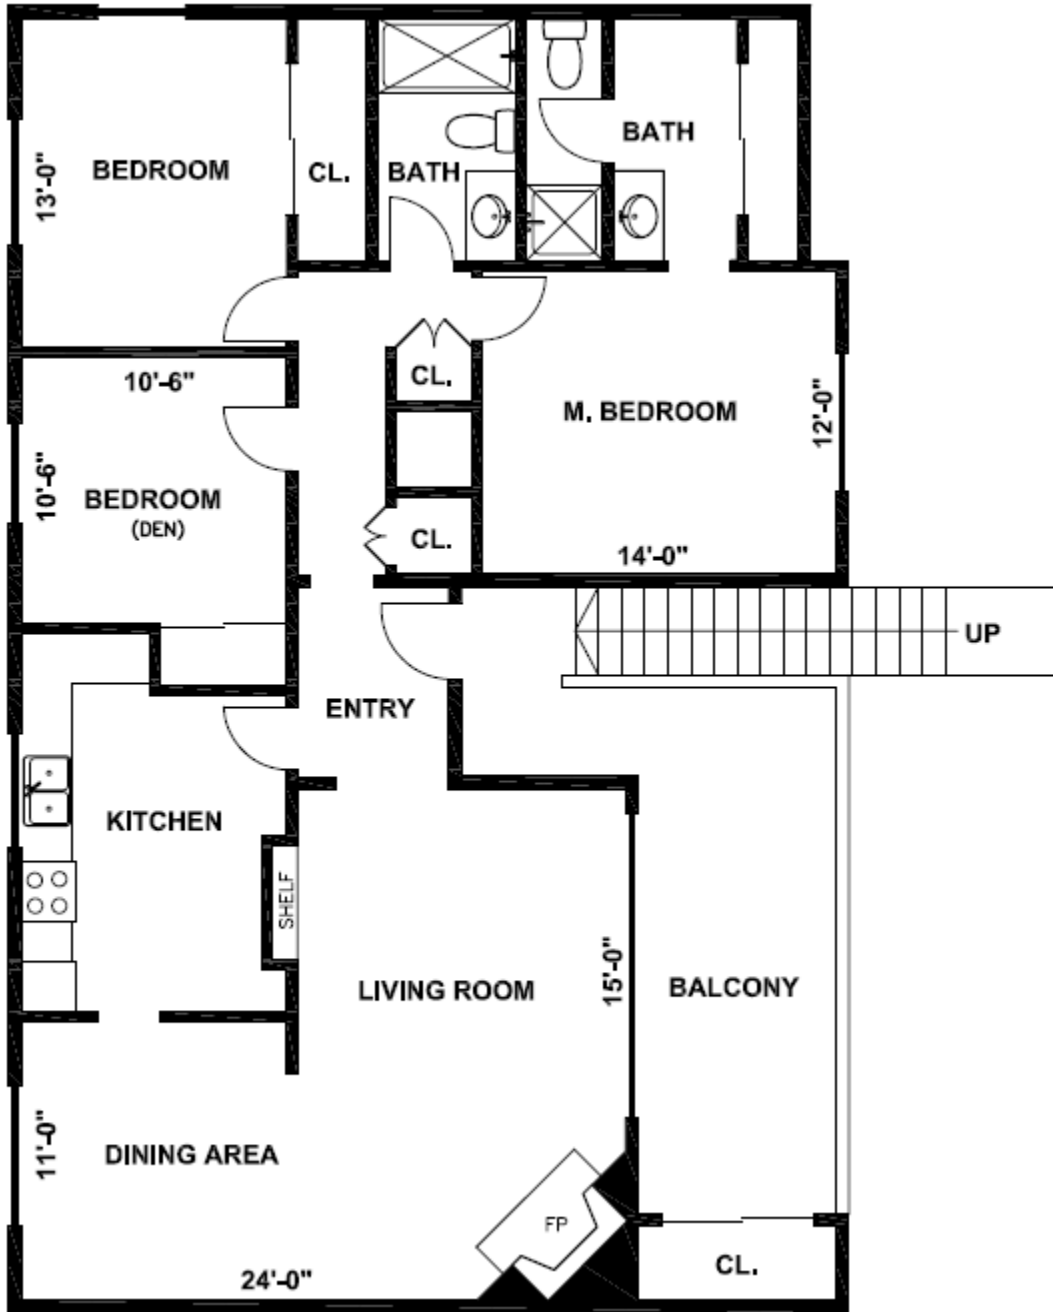 BATH
BEDROOM
13'-0"
CL.
BATH
10'-6"
CL.
M. BEDROOM
12'-0"
10'-6"
BEDROOM
(DEN)
CL.
14'-0"
UP
ENTRY
KITCHEN
SHELF
LIVING ROOM
15'-0"
BALCONY
11'-0"
DINING AREA
FP
CL.
24'-0"